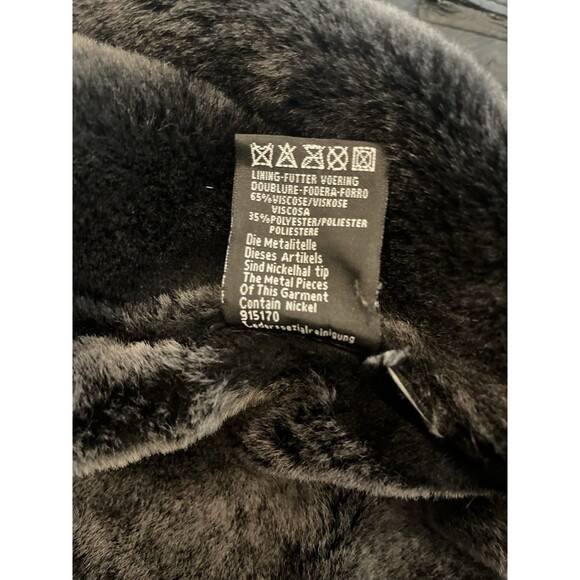 LINING-FUTTER VOERING
DOUBLURE-FODERA-FORRO
65%VISCOSE/VISKOSE
VISCOSA
35%POLYESTER/POLIESTER
POLIESTERE
Die Metalitelle
Dieses Artikels
Sind Nickelhal tip
The Metal Pieces
Of This Garment
Contain Nickel
915170
Lederspezialreinigung